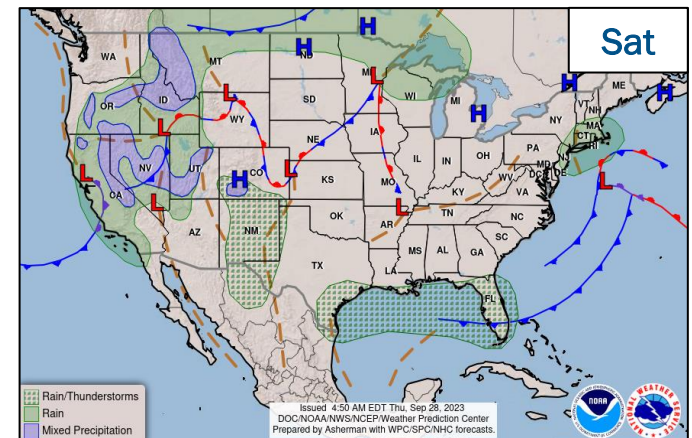 Sat
H
H
WA
MT
ND
MN
L
H
ME
H
OR
ID
L
WY
SD
WI
MI
H
VT
NH
NY
MA
CT
RI
L
NE
IA
PA
NJ
L
NV
UT
H
CO
L
KS
MO
IL
IN
OH
WV
MD
DC
DE
VA
KY
L
CA
L
AZ
NM
OK
AR
L
TN
NC
SC
TX
LA
MS
AL
GA
FL
Rain/Thunderstorms
Rain
Mixed Precipitation
Issued 4:50 AM EDT Thu, Sep 28, 2023
DOC/NOAA/NWS/NCEP/Weather Prediction Center
Prepared by Asherman with WPC/SPC/NHC forecasts.
NOAA
NATIONAL WEATHER SERVICE